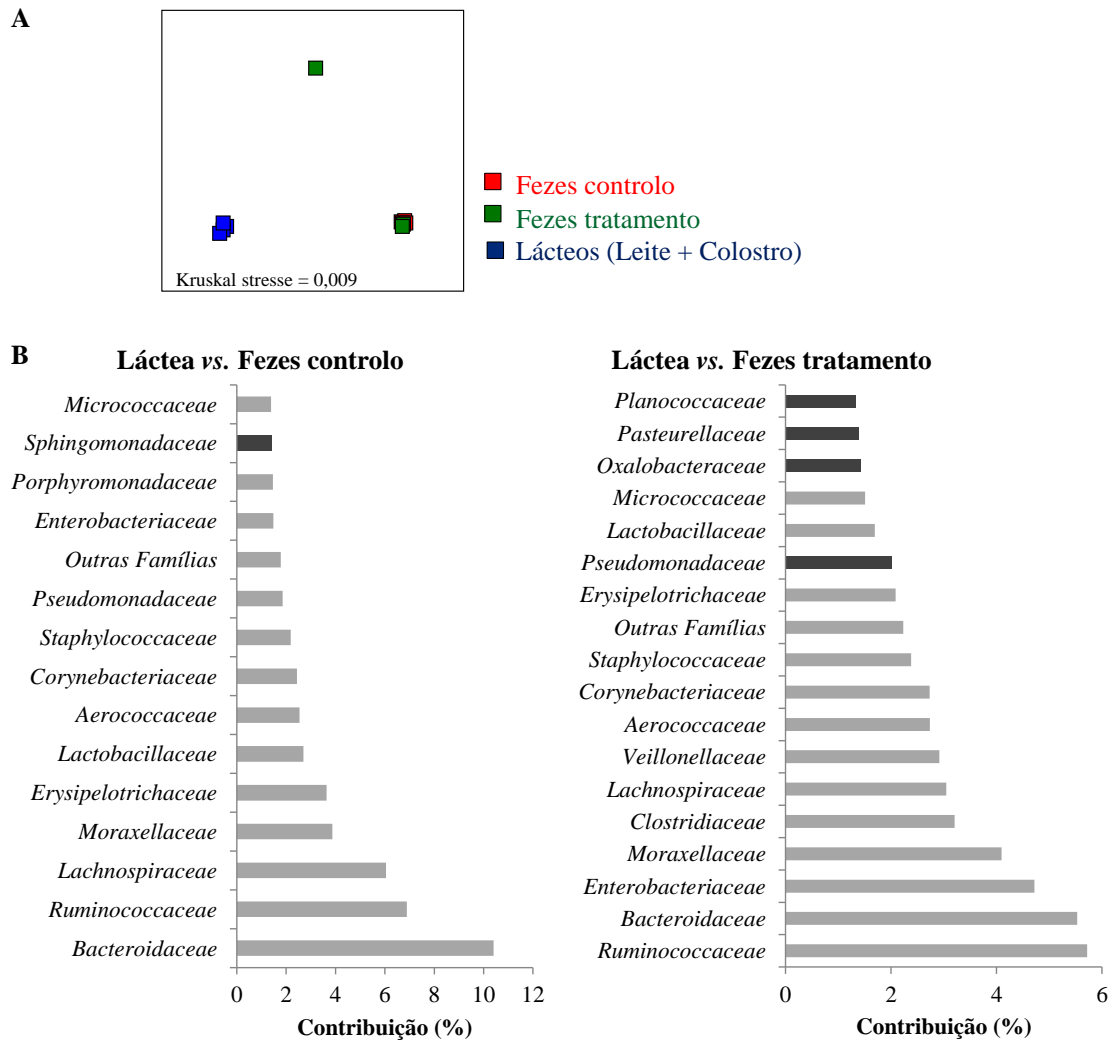 A
Fezes controlo
Fezes tratamento
Lácteos (Leite + Colostro)
Kruskal stresse = 0,009
B
Láctea vs. Fezes controlo
Micrococcaceae
Sphingomonadaceae
Porphyromonadaceae
Enterobacteriaceae
Outras Famílias
Pseudomonadaceae
Staphylococcaceae
Corynebacteriaceae
Aerococcaceae
Lactobacillaceae
Erysipelotrichaceae
Moraxellaceae
Lachnospiraceae
Ruminococcaceae
Bacteroidaceae
0 2 4 6 8 10 12
Contribuição (%)
Láctea vs. Fezes tratamento
Planococcaceae
Pasteurellaceae
Oxalobacteraceae
Micrococcaceae
Lactobacillaceae
Pseudomonadaceae
Erysipelotrichaceae
Outras Famílias
Staphylococcaceae
Corynebacteriaceae
Aerococcaceae
Veillonellaceae
Lachnospiraceae
Clostridiaceae
Moraxellaceae
Enterobacteriaceae
Bacteroidaceae
Ruminococcaceae
0 2 4 6
Contribuição (%)